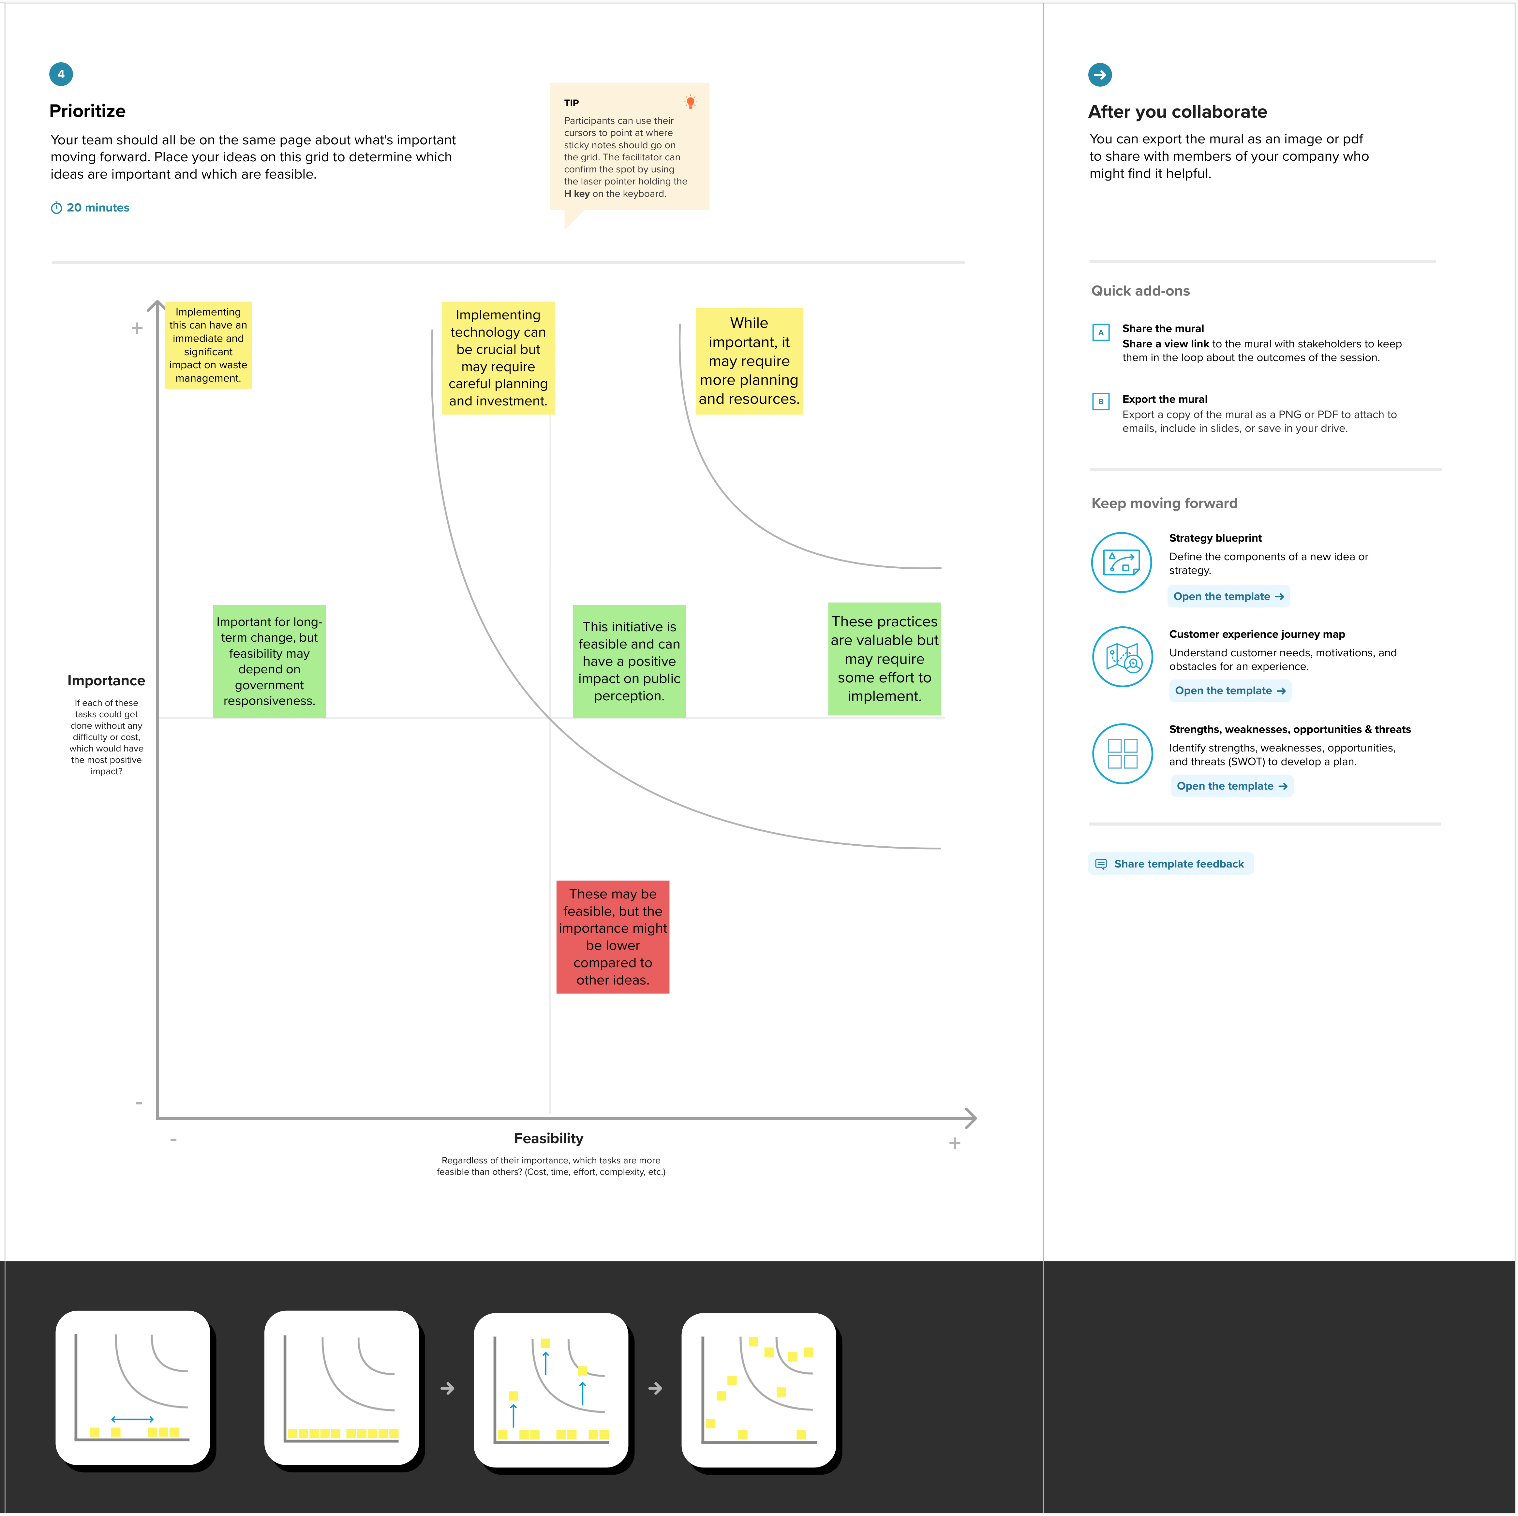 4
Prioritize
Your team should all be on the same page about what's important
moving forward. Place your ideas on this grid to determine which
ideas are important and which are feasible.
20 minutes
TIP
Participants can use their
cursors to point at where
sticky notes should go on
the grid. The facilitator can
confirm the spot by using
the laser pointer holding the
H key on the keyboard.
+
Implementing
this can have an
immediate and
significant
impact on waste
management.
Implementing
technology can
be crucial but
may require
careful planning
and investment.
While
important, it
may require
more planning
and resources.
Important for long-
term change, but
feasibility may
depend on
government
responsiveness.
This initiative is
feasible and can
have a positive
impact on public
perception.
These practices
are valuable but
may require
some effort to
implement.
Importance
If each of these
tasks could get
done without any
difficulty or cost,
which would have
the most positive
impact?
These may be
feasible, but the
importance might
be lower
compared to
other ideas.
-
-
Feasibility
+
Regardless of their importance, which tasks are more
feasible than others? (Cost, time, effort, complexity, etc.)
After you collaborate
You can export the mural as an image or pdf
to share with members of your company who
might find it helpful.
Quick add-ons
A
Share the mural
Share a view link to the mural with stakeholders to keep
them in the loop about the outcomes of the session.
B
Export the mural
Export a copy of the mural as a PNG or PDF to attach to
emails, include in slides, or save in your drive.
Keep moving forward
Strategy blueprint
Define the components of a new idea or
strategy.
Open the template →
Customer experience journey map
Understand customer needs, motivations, and
obstacles for an experience.
Open the template →
Strengths, weaknesses, opportunities & threats
Identify strengths, weaknesses, opportunities,
and threats (SWOT) to develop a plan.
Open the template →
Share template feedback